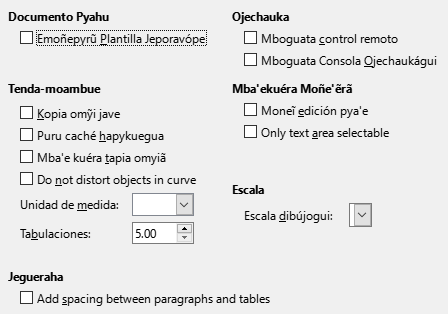 Documento Pyahu
Emoñepyrũ Plantilla Jeporavópe
Tenda-moambue
Kopia omỹi jave
Puru caché hapykuegua
Mba'e kuéra tapia omyiã
Do not distort objects in curve
Unidad de medida:
Tabulaciones: 5.00
Jegueraha
Add spacing between paragraphs and tables
Ojechauka
Mboguata control remoto
Mboguata Consola Ojechaukágui
Mba'ekuéra Moñe'ẽrã
Moneĩ edición pya'e
Only text area selectable
Escala
Escala dibújogui: